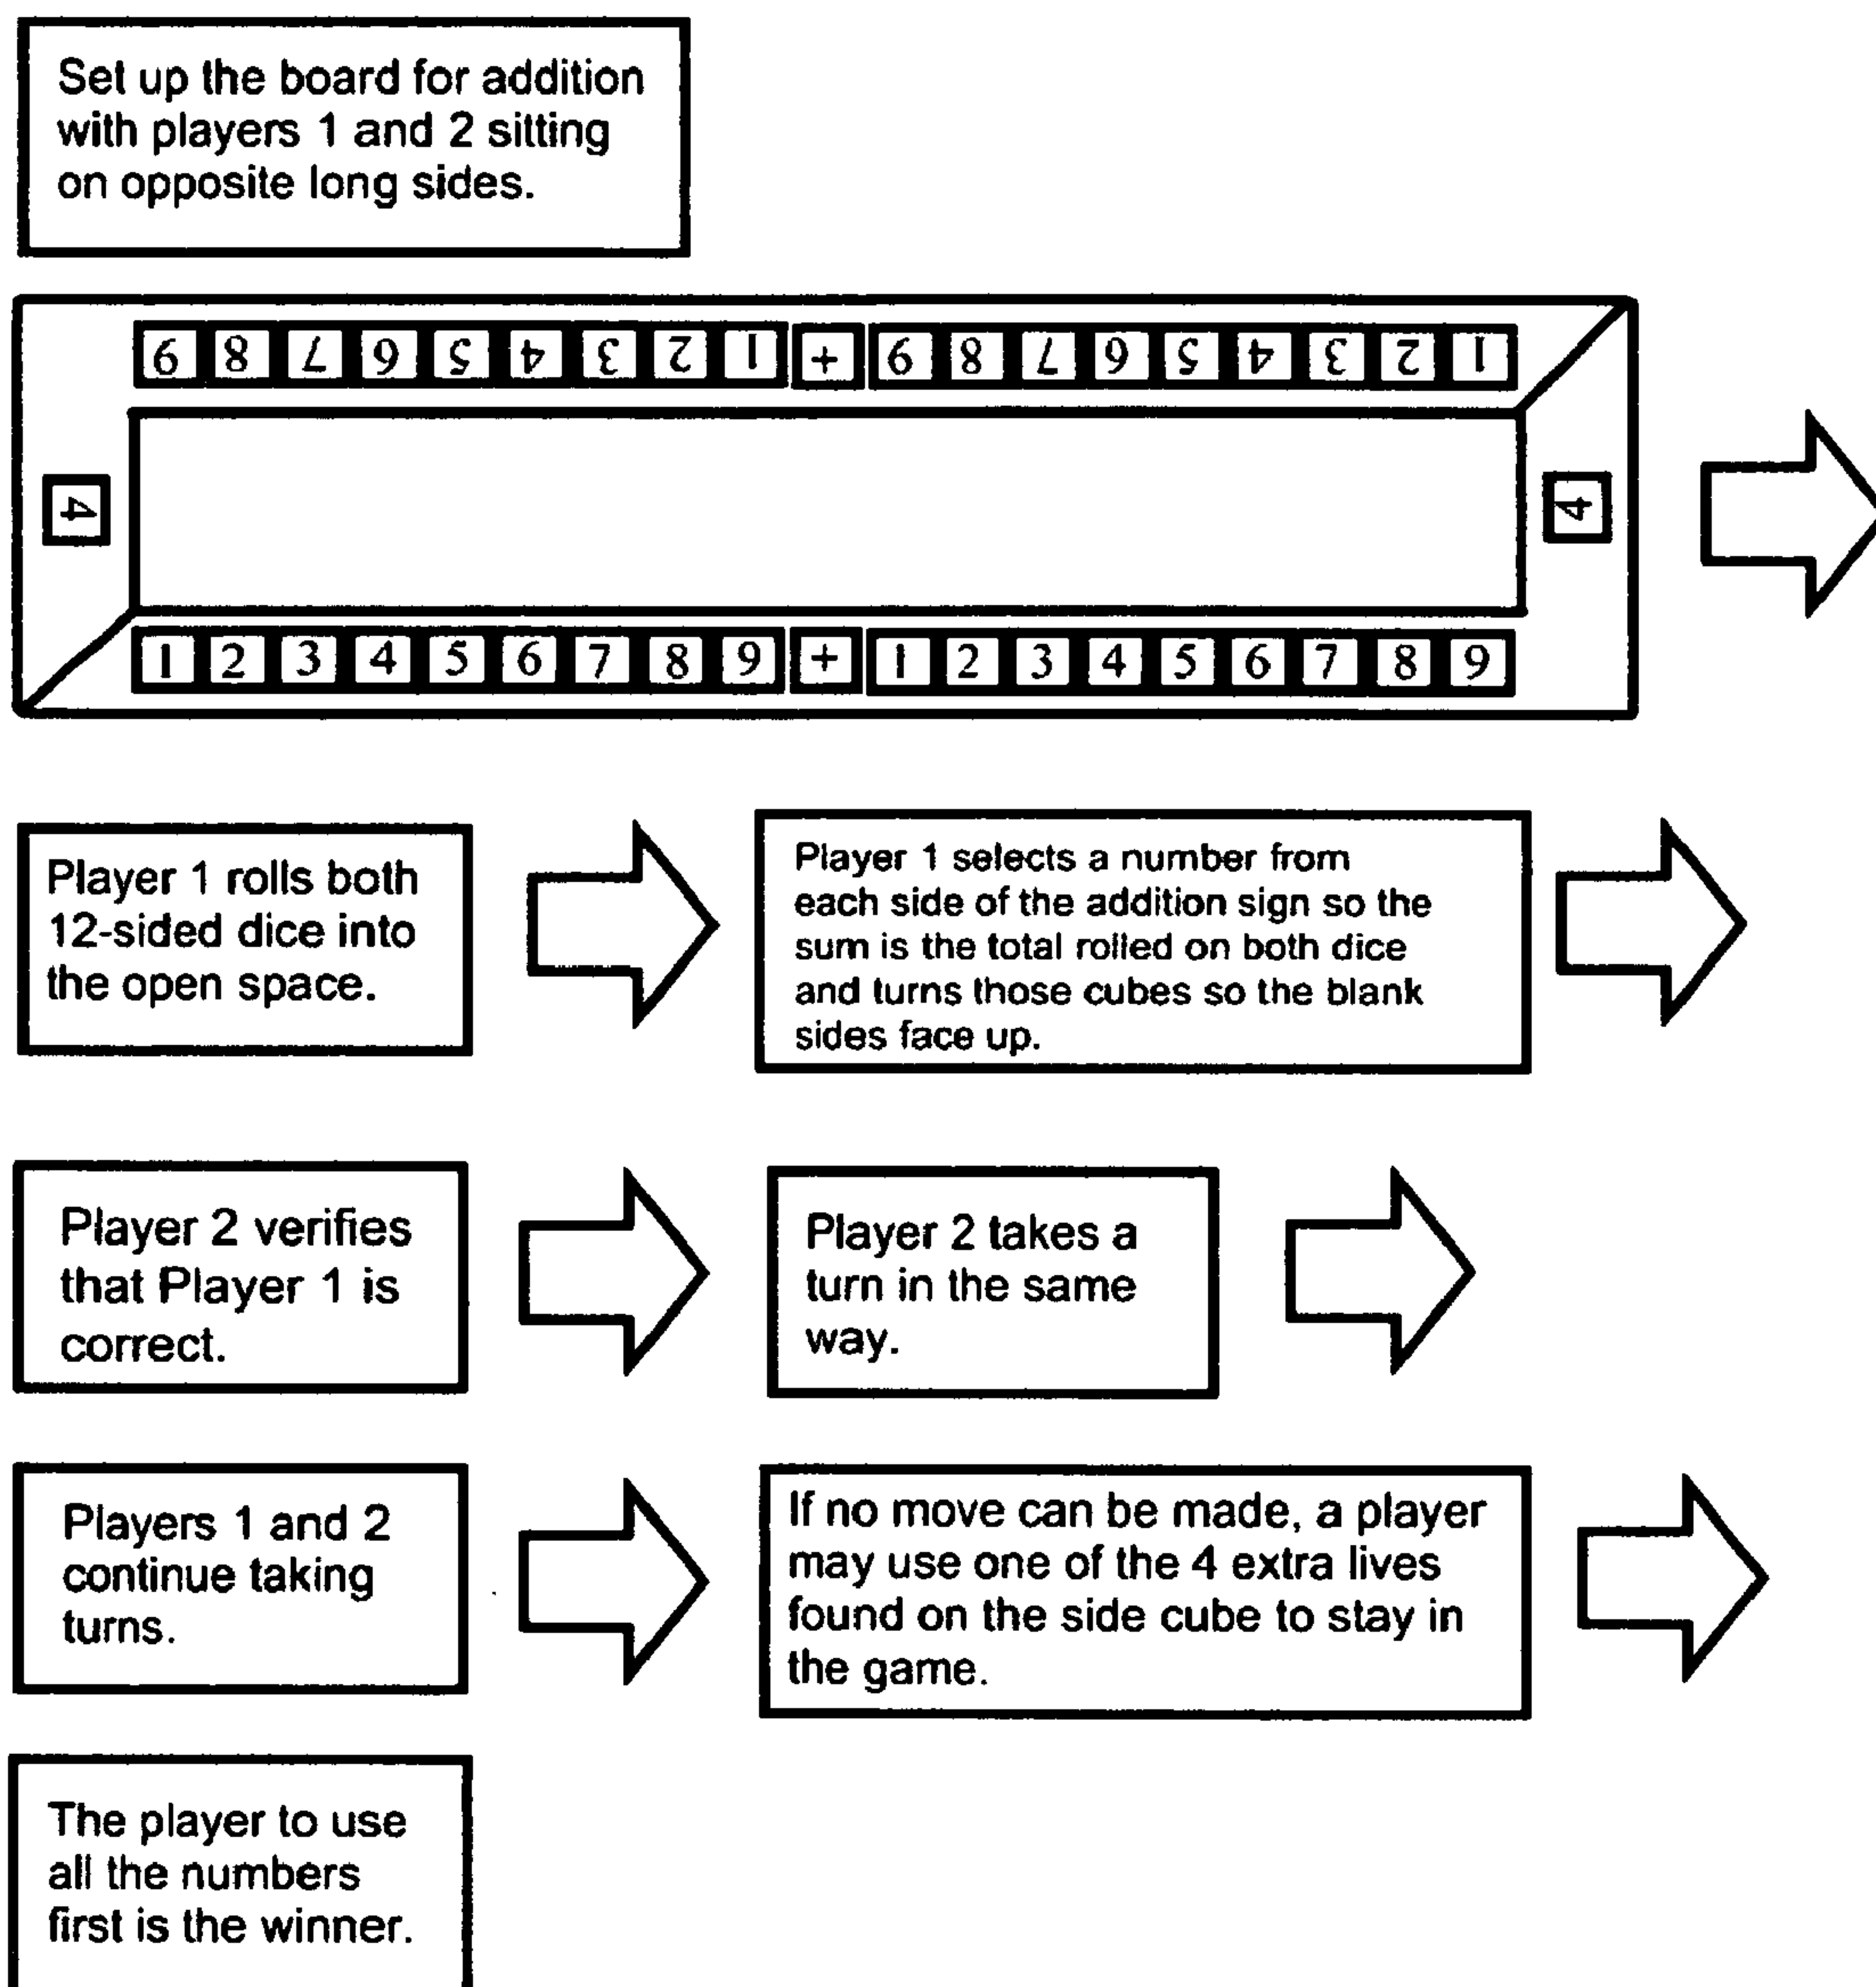 Set up the board for addition
with players 1 and 2 sitting
on opposite long sides.
9 8 7 6 5 4 3 2 1 + 9 8 7 6 5 4 3 2 1
4
4
1 2 3 4 5 6 7 8 9 + 1 2 3 4 5 6 7 8 9
Player 1 rolls both
12-sided dice into
the open space.
Player 1 selects a number from
each side of the addition sign so the
sum is the total rolled on both dice
and turns those cubes so the blank
sides face up.
Player 2 verifies
that Player 1 is
correct.
Player 2 takes a
turn in the same
way.
Players 1 and 2
continue taking
turns.
If no move can be made, a player
may use one of the 4 extra lives
found on the side cube to stay in
the game.
The player to use
all the numbers
first is the winner.